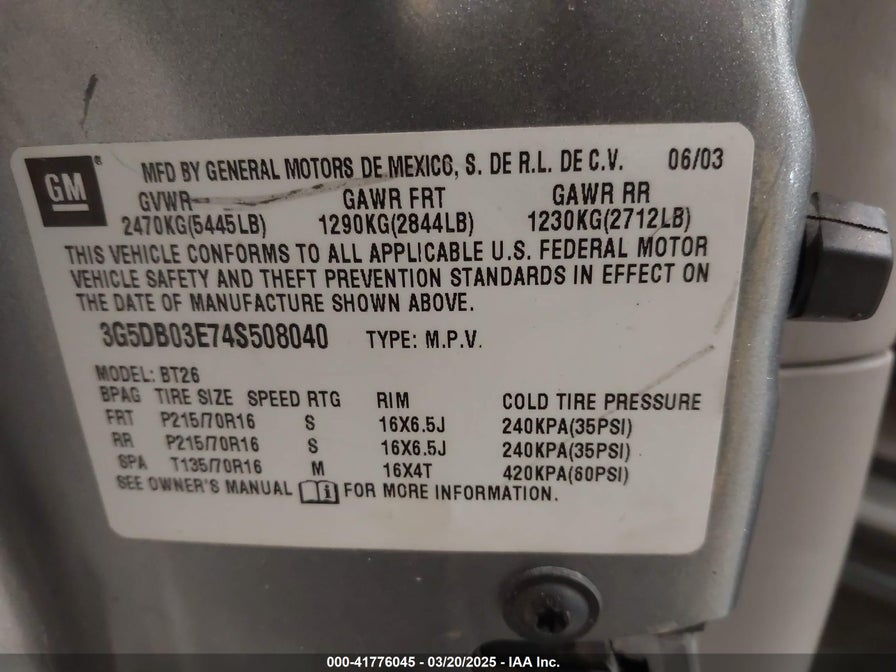 GM ®
MFD BY GENERAL MOTORS DE MEXICO, S. DE R.L. DE C.V. 06/03
GVWR GAWR FRT GAWR RR
2470KG(5445LB) 1290KG(2844LB) 1230KG(2712LB)
THIS VEHICLE CONFORMS TO ALL APPLICABLE U.S. FEDERAL MOTOR
VEHICLE SAFETY AND THEFT PREVENTION STANDARDS IN EFFECT ON
THE DATE OF MANUFACTURE SHOWN ABOVE.
3G5DB03E74S508040 TYPE: M.P.V.
MODEL: BT26
BPAG TIRE SIZE SPEED RTG RIM COLD TIRE PRESSURE
FRT P215/70R16 S 16X6.5J 240KPA(35PSI)
RR P215/70R16 S 16X6.5J 240KPA(35PSI)
SPA T135/70R16 M 16X4T 420KPA(60PSI)
SEE OWNER'S MANUAL i FOR MORE INFORMATION.
000-41776045 - 03/20/2025 - IAA Inc.